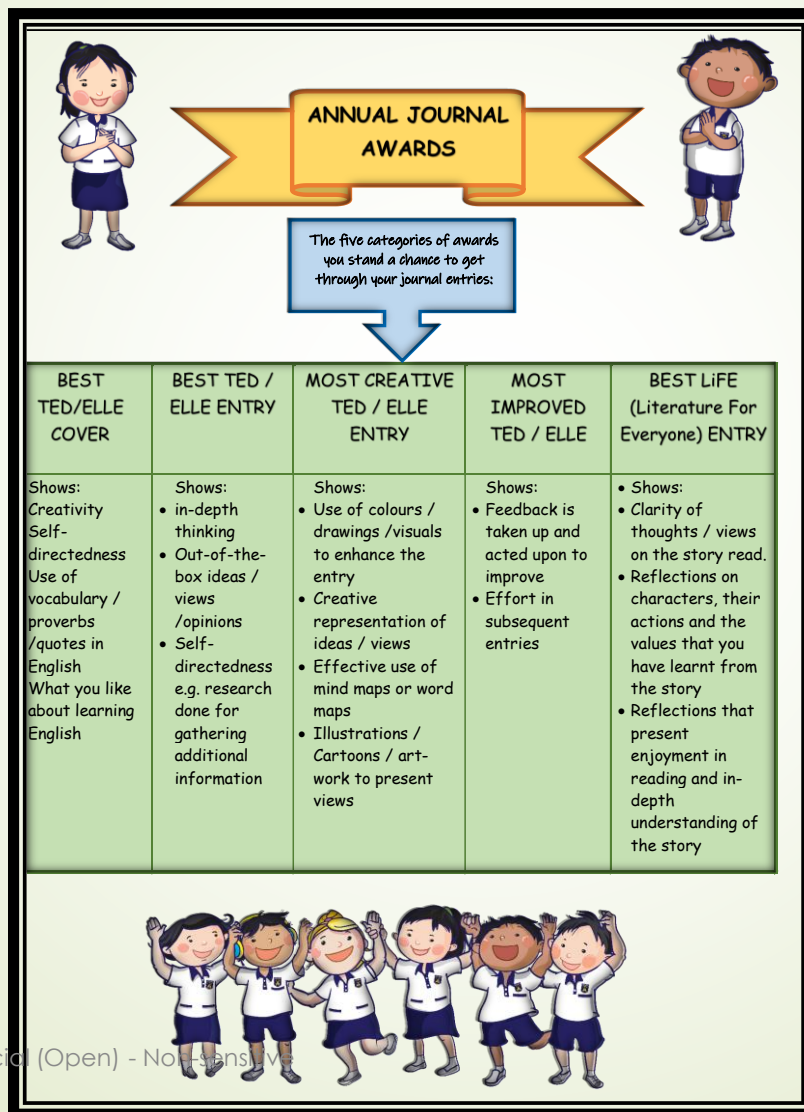 ANNUAL JOURNAL
AWARDS
The five categories of awards
you stand a chance to get
through your journal entries:
BEST
TED/ELLE
COVER
BEST TED /
ELLE ENTRY
MOST CREATIVE
TED / ELLE
ENTRY
MOST
IMPROVED
TED / ELLE
BEST LiFE
(Literature For
Everyone) ENTRY
Shows:
Creativity
Self-
directedness
Use of
vocabulary /
proverbs
/quotes in
English
What you like
about learning
English
Shows:
• in-depth
thinking
• Out-of-the-
box ideas /
views
/opinions
• Self-
directedness
e.g. research
done for
gathering
additional
information
Shows:
• Use of colours /
drawings /visuals
to enhance the
entry
• Creative
representation of
ideas / views
• Effective use of
mind maps or word
maps
• Illustrations /
Cartoons / art-
work to present
views
Shows:
• Feedback is
taken up and
acted upon to
improve
• Effort in
subsequent
entries
• Shows:
• Clarity of
thoughts / views
on the story read.
• Reflections on
characters, their
actions and the
values that you
have learnt from
the story
• Reflections that
present
enjoyment in
reading and in-
depth
understanding of
the story
(Open) - Non-sensitive